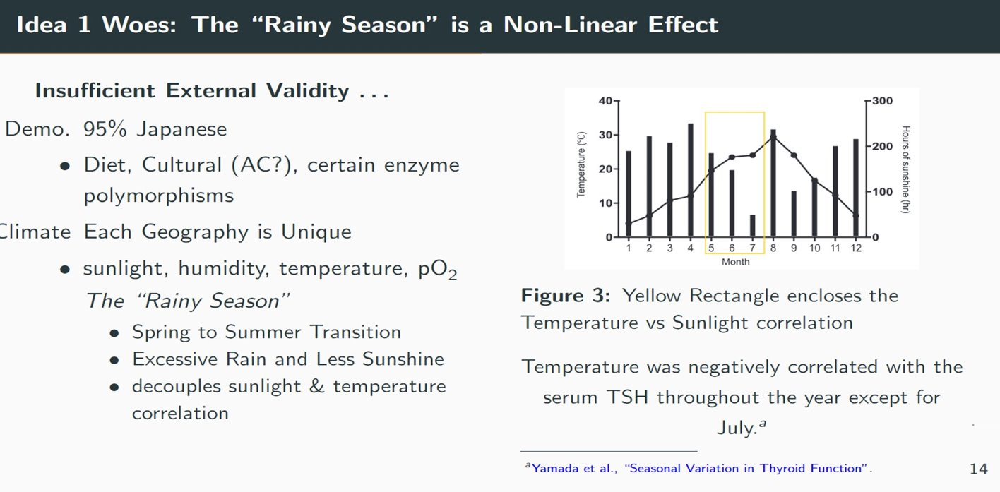 Idea 1 Woes: The “Rainy Season” is a Non-Linear Effect
Insufficient External Validity . . .
Demo. 95% Japanese
• Diet, Cultural (AC?), certain enzyme
polymorphisms
Climate Each Geography is Unique
• sunlight, humidity, temperature, pO2
The “Rainy Season”
• Spring to Summer Transition
• Excessive Rain and Less Sunshine
• decouples sunlight & temperature
correlation
40
30
20
10
0
Temperature (°C)
300
200
100
0
Hours of sunshine (hr)
1 2 3 4 5 6 7 8 9 10 11 12
Month
Figure 3: Yellow Rectangle encloses the
Temperature vs Sunlight correlation
Temperature was negatively correlated with the
serum TSH throughout the year except for
July.a
aYamada et al., “Seasonal Variation in Thyroid Function”.
14